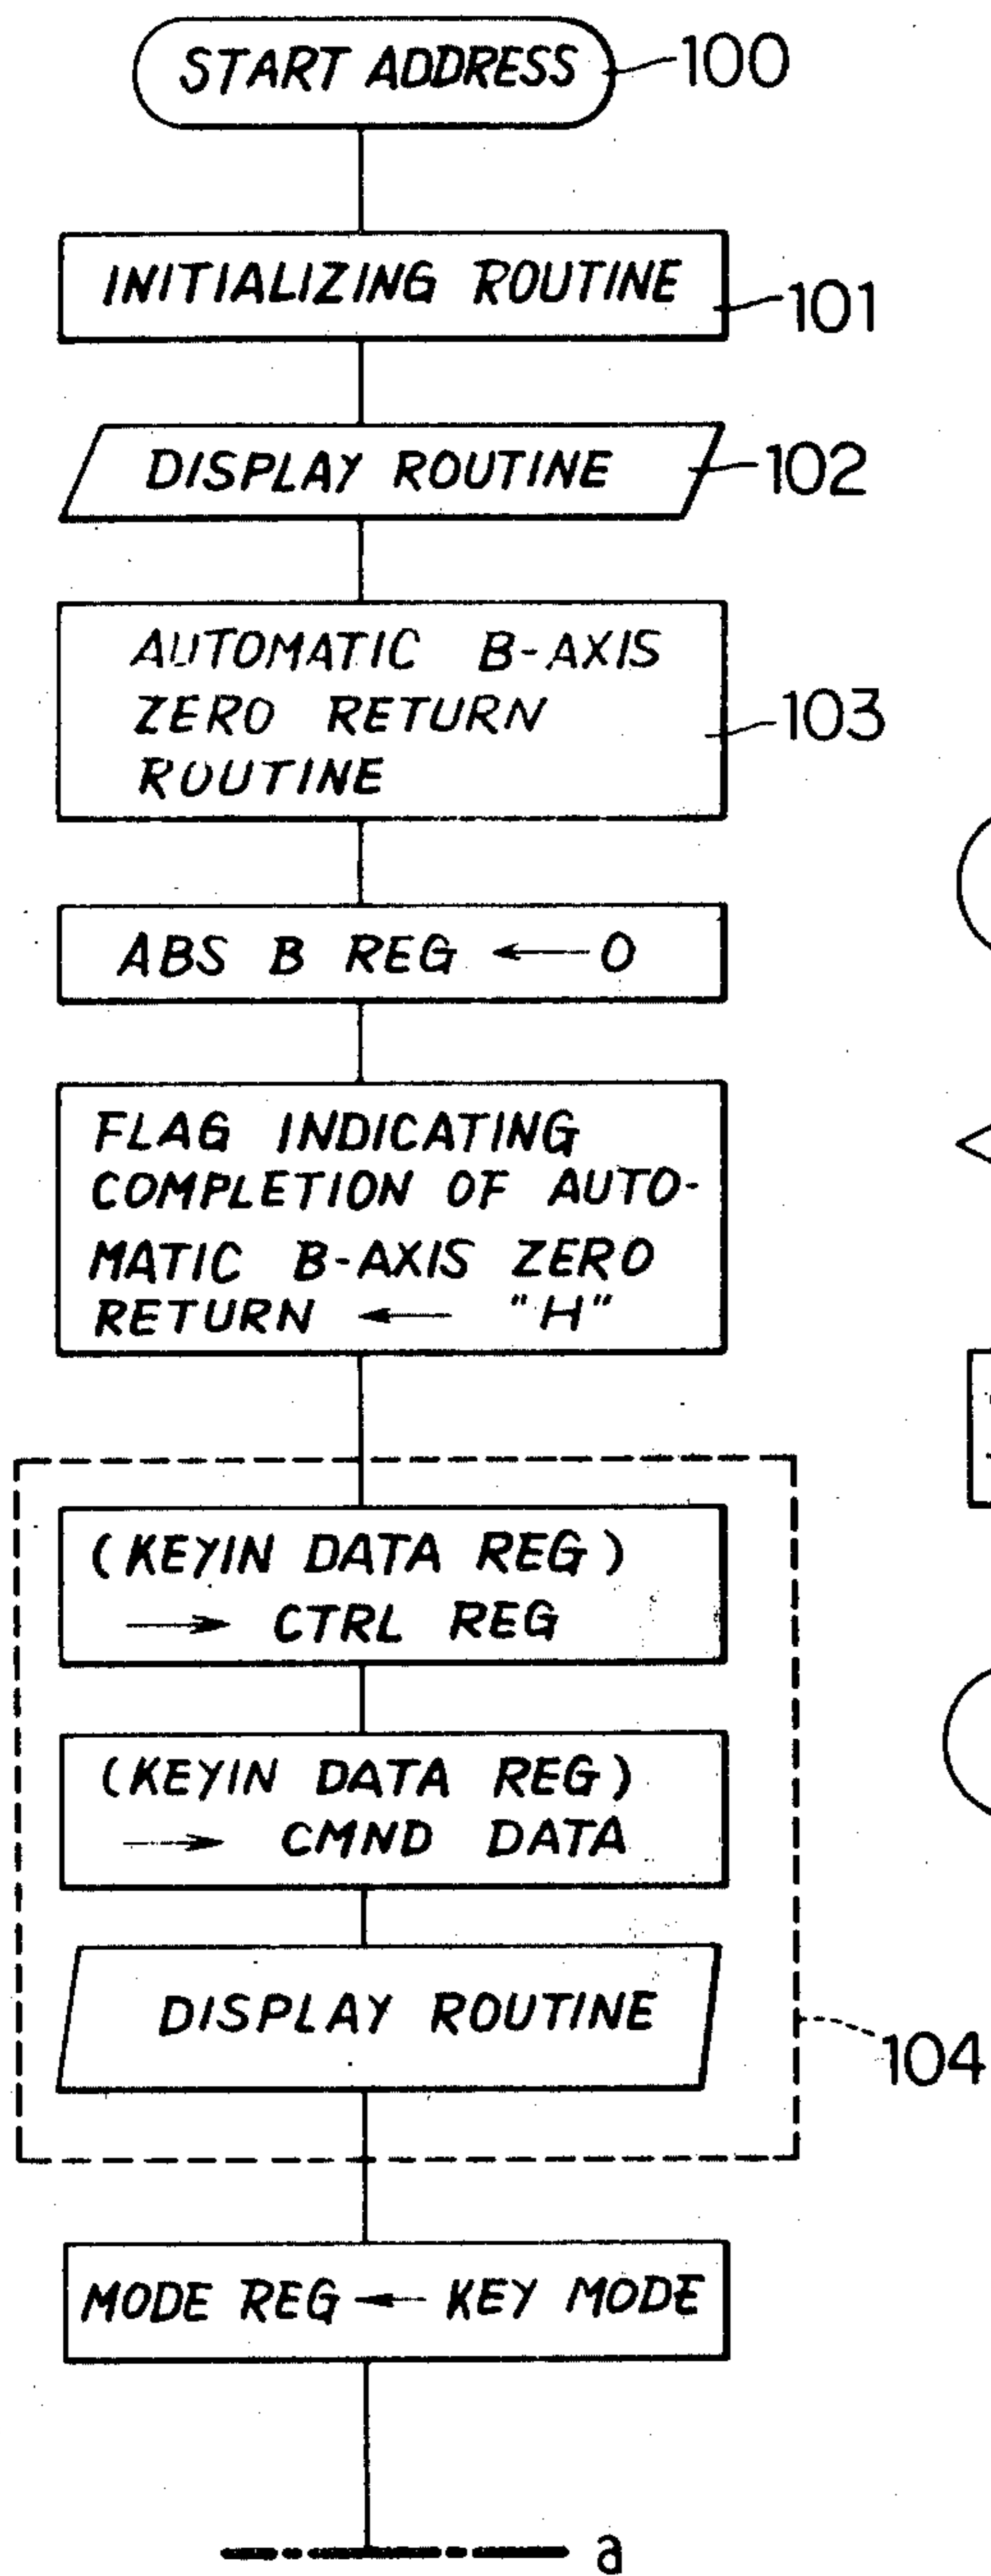 START ADDRESS 100
INITIALIZING ROUTINE 101
DISPLAY ROUTINE 102
AUTOMATIC B-AXIS
ZERO RETURN 103
ROUTINE
ABS B REG ← 0
FLAG INDICATING
COMPLETION OF AUTO-
MATIC B-AXIS ZERO
RETURN ← "H"
(KEYIN DATA REG)
→ CTRL REG
(KEYIN DATA REG)
→ CMND DATA
DISPLAY ROUTINE
104
MODE REG ← KEY MODE
a